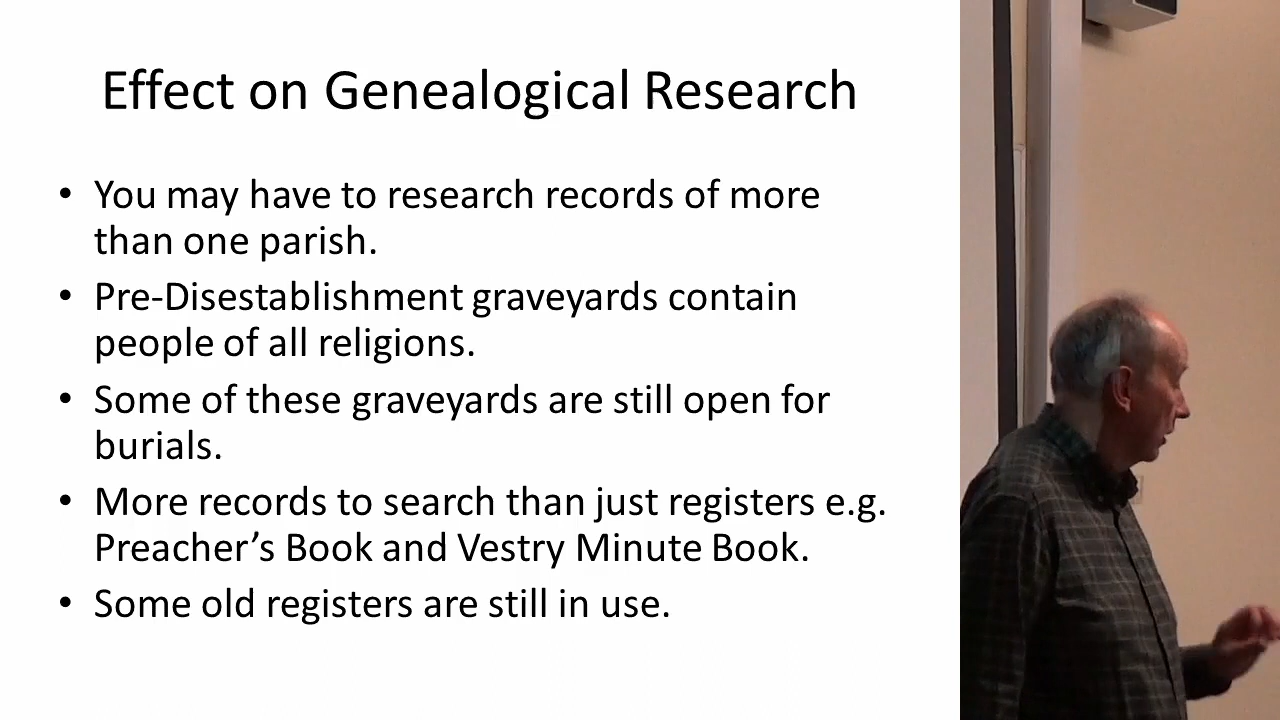 Effect on Genealogical Research
• You may have to research records of more
than one parish.
• Pre-Disestablishment graveyards contain
people of all religions.
• Some of these graveyards are still open for
burials.
• More records to search than just registers e.g.
Preacher’s Book and Vestry Minute Book.
• Some old registers are still in use.